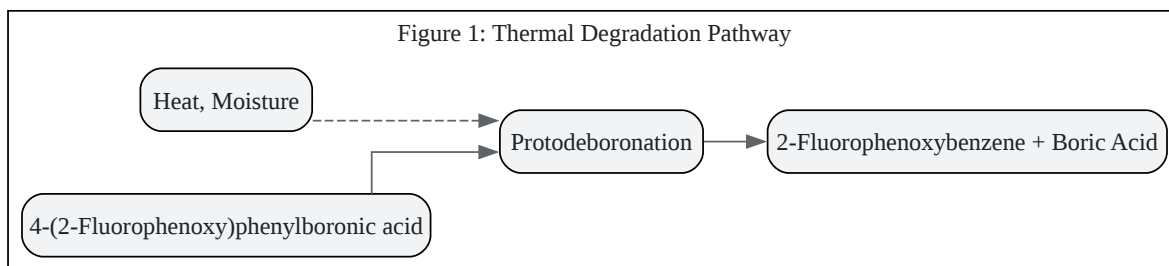 Figure 1: Thermal Degradation Pathway
Heat, Moisture
Protodeboronation
2-Fluorophenoxybenzene + Boric Acid
4-(2-Fluorophenoxy)phenylboronic acid